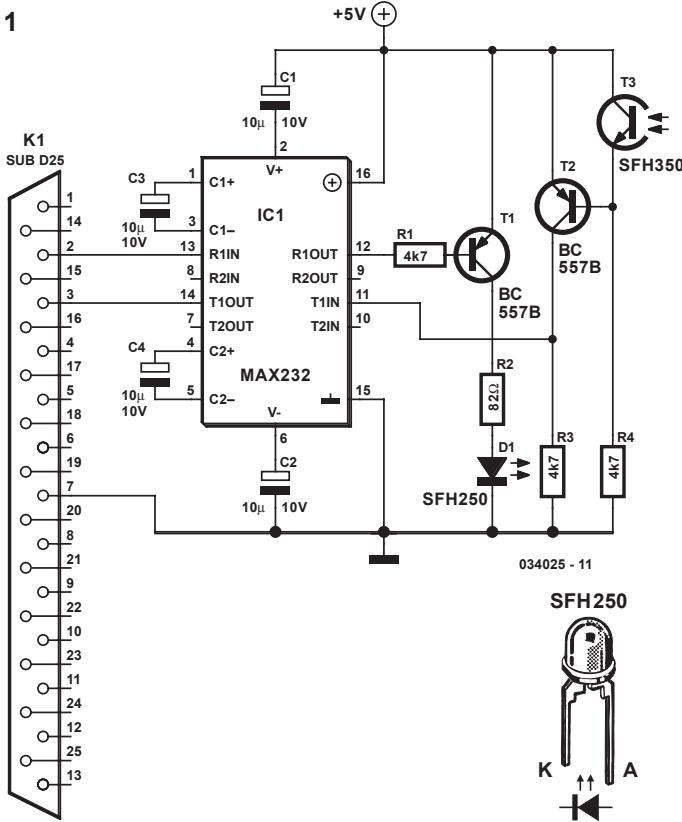 1
+5V
K1
SUB D25
1
14
2
15
3
16
4
17
5
18
6
19
7
20
8
21
9
22
10
23
11
24
12
25
13
C1
10µ 10V
2
V+
C3
10µ
10V
1 C1+
3 C1–
13 R1IN
8 R2IN
14 T1OUT
7 T2OUT
4 C2+
5 C2–
C4
10µ
10V
IC1
MAX232
16
R1OUT 12
R2OUT 9
T1IN 11
T2IN 10
15
V-
6
C2
10µ 10V
R1
4k7
T1
BC
557B
T2
BC
557B
T3
SFH350
R2
82Ω
D1
SFH250
R3
4k7
R4
4k7
034025 - 11
SFH250
K A